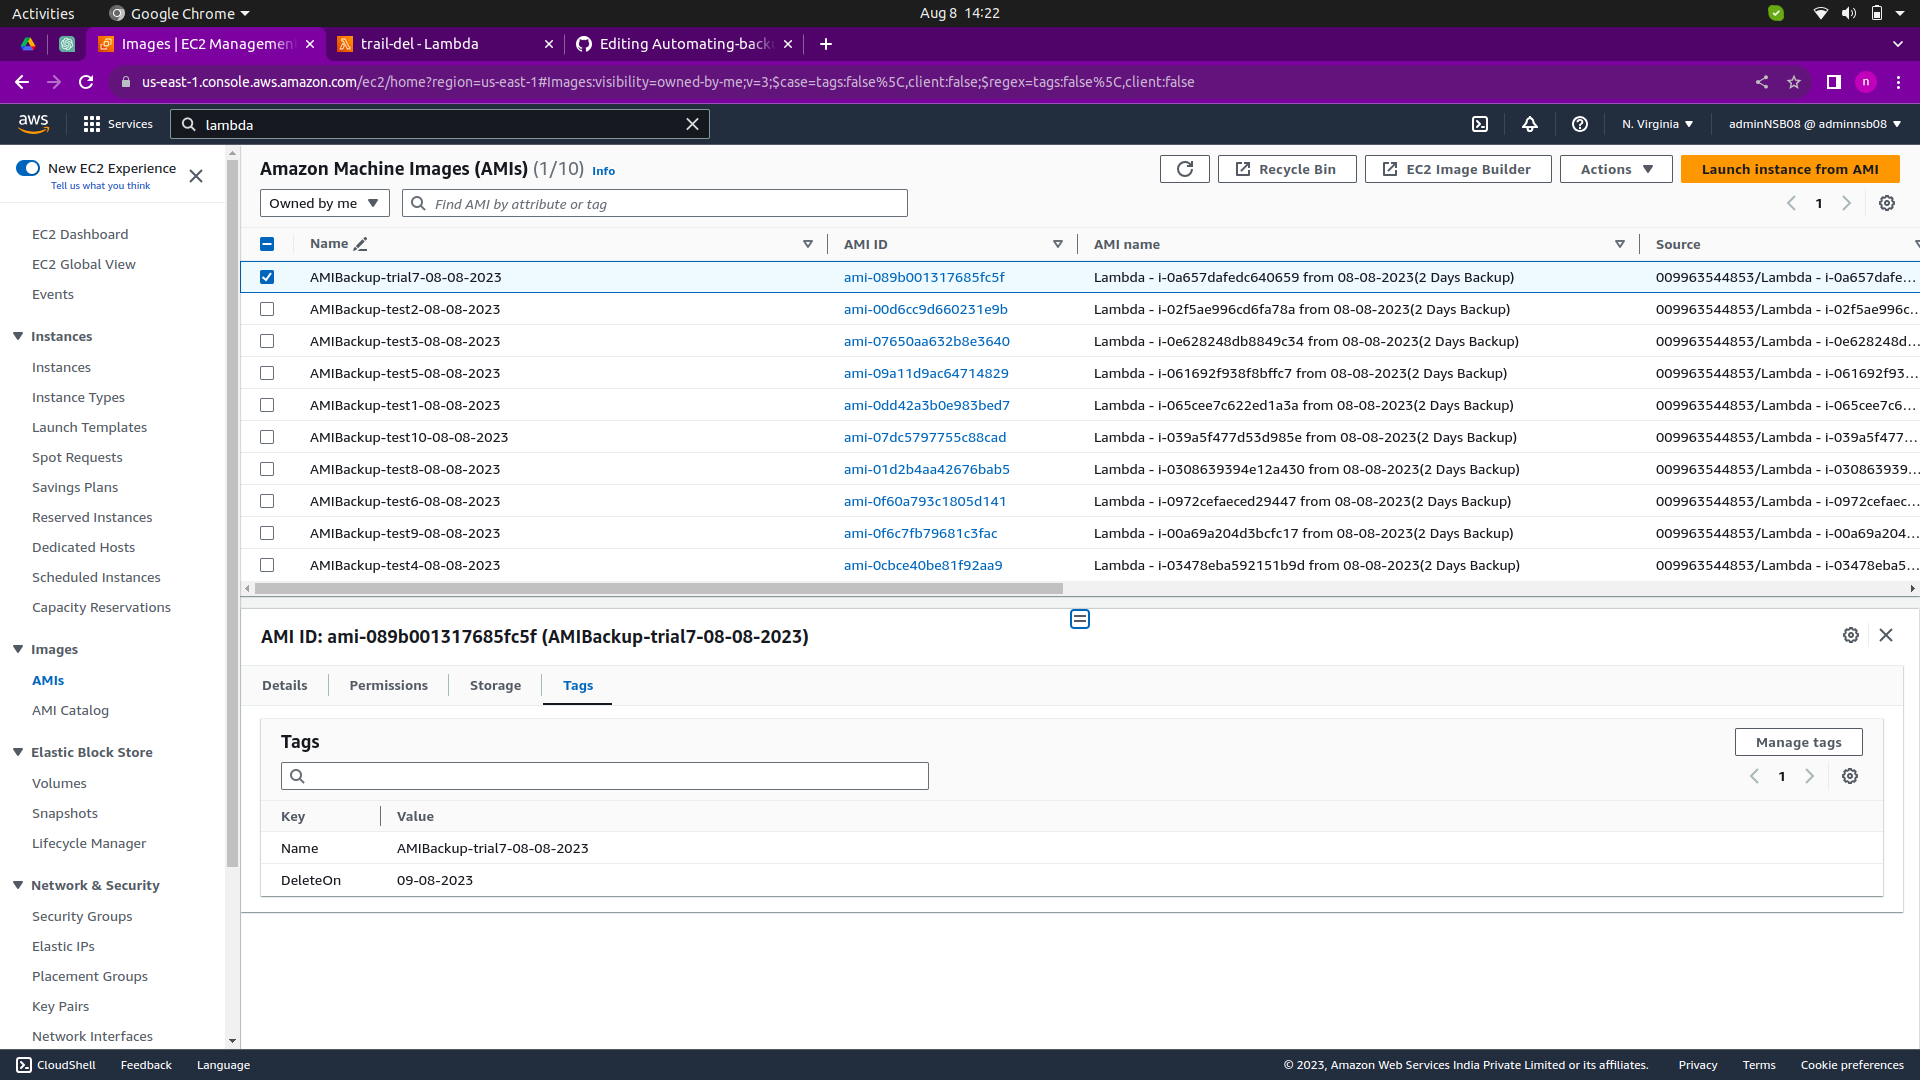 Activities Google Chrome Aug 8 14:22
Images | EC2 Managemen trail-del - Lambda Editing Automating-back
us-east-1.console.aws.amazon.com/ec2/home?region=us-east-1#Images:visibility=owned-by-me;v=3;$case=tags:false%5C,client:false;$regex=tags:false%5C,client:false n
aws Services lambda N. Virginia adminNSB08 @ adminnsb08
New EC2 Experience
Tell us what you think
EC2 Dashboard
EC2 Global View
Events
Instances
Instances
Instance Types
Launch Templates
Spot Requests
Savings Plans
Reserved Instances
Dedicated Hosts
Scheduled Instances
Capacity Reservations
Images
AMIs
AMI Catalog
Elastic Block Store
Volumes
Snapshots
Lifecycle Manager
Network & Security
Security Groups
Elastic IPs
Placement Groups
Key Pairs
Network Interfaces
Amazon Machine Images (AMIs) (1/10) Info Recycle Bin EC2 Image Builder Actions Launch instance from AMI
Owned by me Find AMI by attribute or tag 1
Name AMI ID AMI name Source
AMIBackup-trial7-08-08-2023 ami-089b001317685fc5f Lambda - i-0a657dafedc640659 from 08-08-2023(2 Days Backup) 009963544853/Lambda - i-0a657dafe...
AMIBackup-test2-08-08-2023 ami-00d6cc9d660231e9b Lambda - i-02f5ae996cd6fa78a from 08-08-2023(2 Days Backup) 009963544853/Lambda - i-02f5ae996c...
AMIBackup-test3-08-08-2023 ami-07650aa632b8e3640 Lambda - i-0e628248db8849c34 from 08-08-2023(2 Days Backup) 009963544853/Lambda - i-0e628248d...
AMIBackup-test5-08-08-2023 ami-09a11d9ac64714829 Lambda - i-061692f938f8bffc7 from 08-08-2023(2 Days Backup) 009963544853/Lambda - i-061692f93...
AMIBackup-test1-08-08-2023 ami-0dd42a3b0e983bed7 Lambda - i-065cee7c622ed1a3a from 08-08-2023(2 Days Backup) 009963544853/Lambda - i-065cee7c6...
AMIBackup-test10-08-08-2023 ami-07dc5797755c88cad Lambda - i-039a5f477d53d985e from 08-08-2023(2 Days Backup) 009963544853/Lambda - i-039a5f477...
AMIBackup-test8-08-08-2023 ami-01d2b4aa42676bab5 Lambda - i-0308639394e12a430 from 08-08-2023(2 Days Backup) 009963544853/Lambda - i-030863939...
AMIBackup-test6-08-08-2023 ami-0f60a793c1805d141 Lambda - i-0972cefaeced29447 from 08-08-2023(2 Days Backup) 009963544853/Lambda - i-0972cefaec...
AMIBackup-test9-08-08-2023 ami-0f6c7fb79681c3fac Lambda - i-00a69a204d3bcfc17 from 08-08-2023(2 Days Backup) 009963544853/Lambda - i-00a69a204...
AMIBackup-test4-08-08-2023 ami-0cbce40be81f92aa9 Lambda - i-03478eba592151b9d from 08-08-2023(2 Days Backup) 009963544853/Lambda - i-03478eba5...
AMI ID: ami-089b001317685fc5f (AMIBackup-trial7-08-08-2023)
Details Permissions Storage Tags
Tags Manage tags
1
Key Value
Name AMIBackup-trial7-08-08-2023
DeleteOn 09-08-2023
CloudShell Feedback Language © 2023, Amazon Web Services India Private Limited or its affiliates. Privacy Terms Cookie preferences